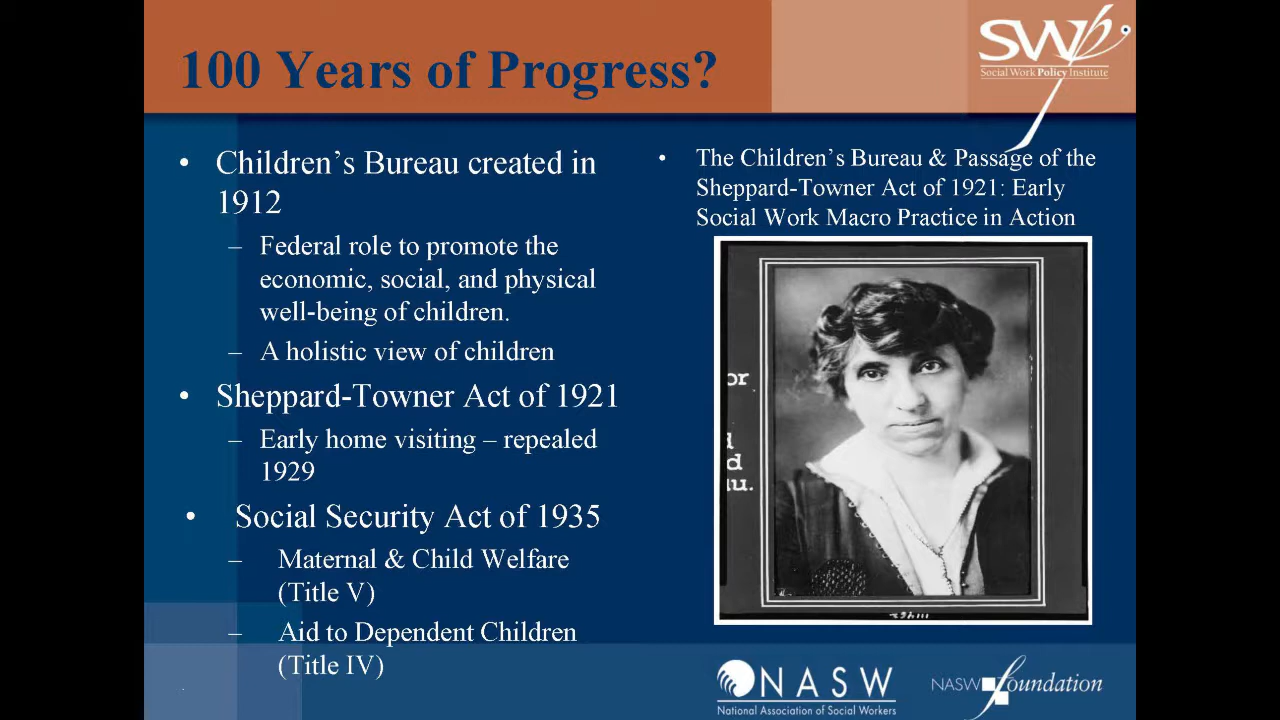 100 Years of Progress?
SWPI
Social Work Policy Institute
• Children's Bureau created in
1912
– Federal role to promote the
economic, social, and physical
well-being of children.
– A holistic view of children
• Sheppard-Towner Act of 1921
– Early home visiting – repealed
1929
• Social Security Act of 1935
– Maternal & Child Welfare
(Title V)
– Aid to Dependent Children
(Title IV)
• The Children's Bureau & Passage of the
Sheppard-Towner Act of 1921: Early
Social Work Macro Practice in Action
or
d
u.
NASW
National Association of Social Workers
NASW foundation